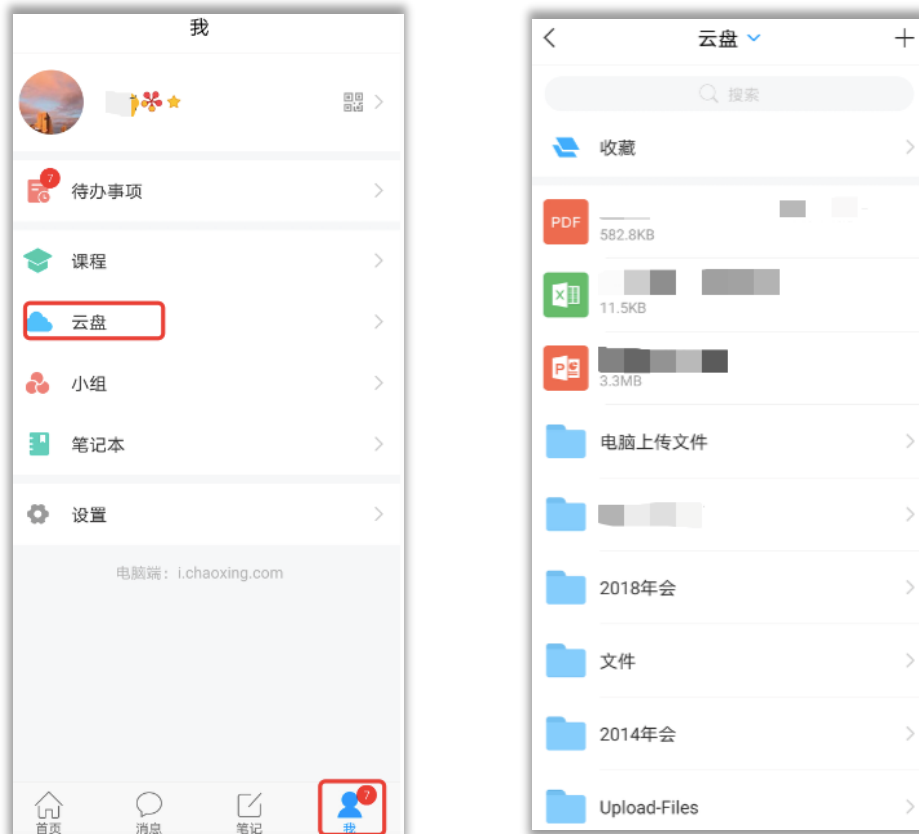 我
7
待办事项
课程
云盘
小组
笔记本
设置
电脑端：i.chaoxing.com
首页
消息
笔记
我
7
云盘
搜索
收藏
PDF
582.8KB
X
11.5KB
P
3.3MB
电脑上传文件
2018年会
文件
2014年会
Upload-Files